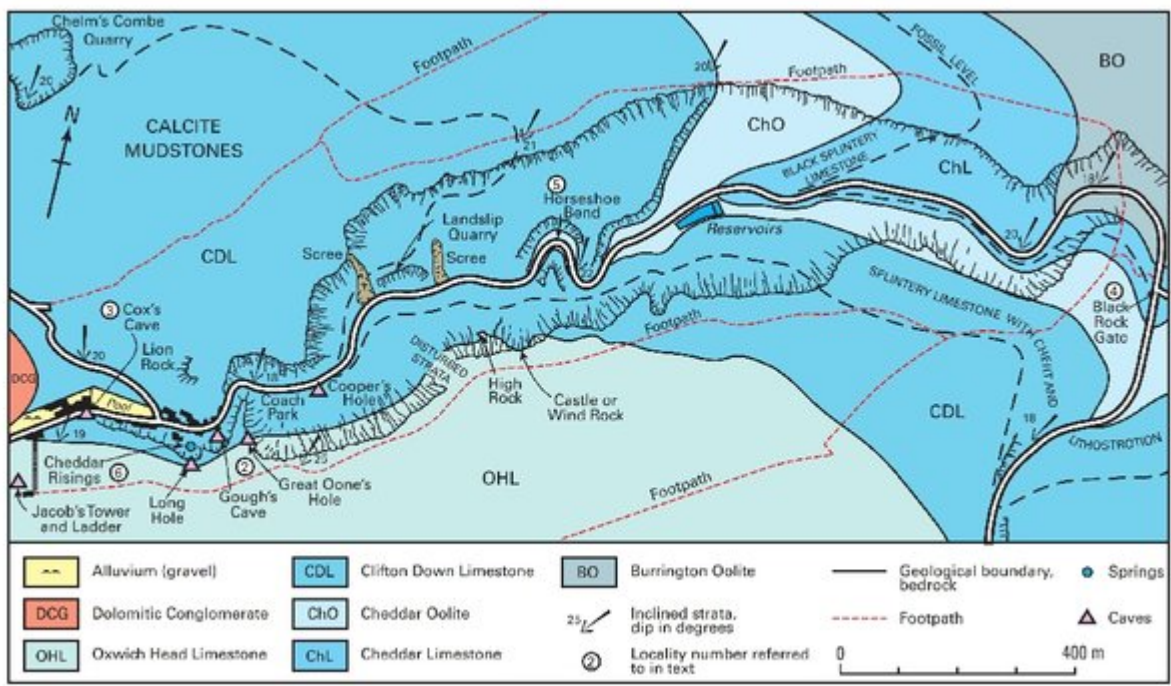 Chelm's Combe
Quarry
20
N
CALCITE
MUDSTONES
Footpath
20
Footpath
FOSSIL LEVEL
BO
21
ChO
BLACK SPLINTERY
LIMESTONE
ChL
5
Horseshoe
Bend
Landslip
Quarry
Reservoirs
Scree
Scree
CDL
20
3
Cox's
Cave
Lion
Rock
20
DCG
Pool
18
Coach
Park
Cooper's
Hole
DISTURBED
STRATA
High
Rock
Castle or
Wind Rock
Footpath
SPLINTERY LIMESTONE WITH CHERT AND
LITHOSTROTION
4
Black
Rock
Gate
CDL
18
19
Cheddar
Risings
6
2
23
Long
Hole
Gough's
Cave
Great Oone's
Hole
Jacob's Tower
and Ladder
OHL
Footpath
Alluvium (gravel)
DCG
Dolomitic Conglomerate
OHL
Oxwich Head Limestone
CDL
Clifton Down Limestone
ChO
Cheddar Oolite
ChL
Cheddar Limestone
BO
Burrington Oolite
25
Inclined strata,
dip in degrees
2
Locality number referred
to in text
Geological boundary,
bedrock
Footpath
Springs
Caves
0
400 m